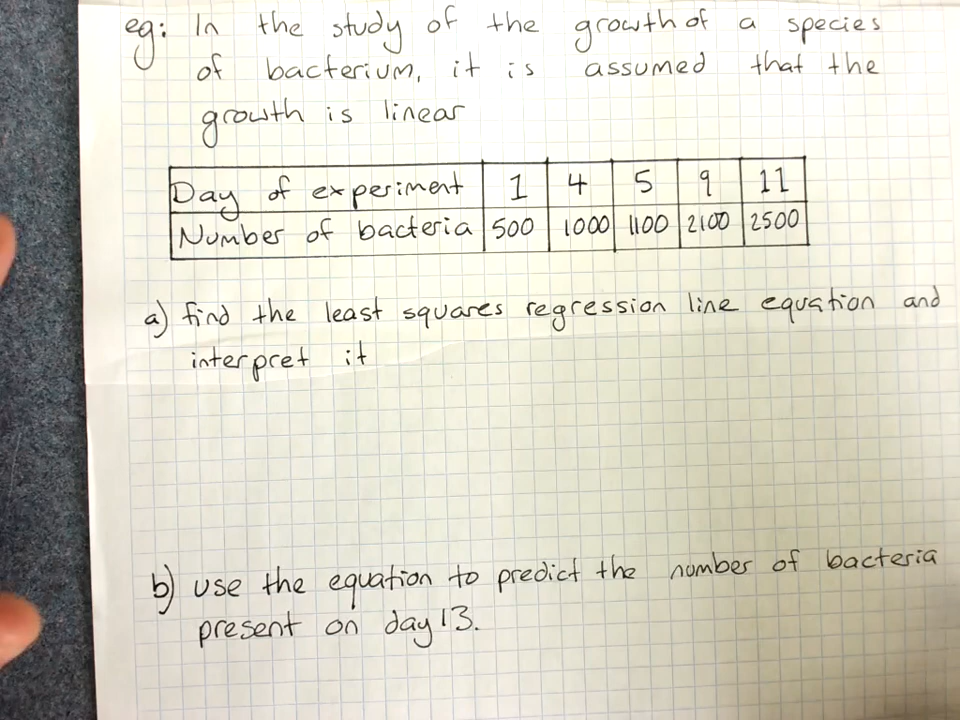 eg: In the study of the growth of a species
of bacterium, it is assumed that the
growth is linear
Day of experiment 1 4 5 9 11
Number of bacteria 500 1000 1100 2100 2500
a) find the least squares regression line equation and
interpret it
b) use the equation to predict the number of bacteria
present on day 13.